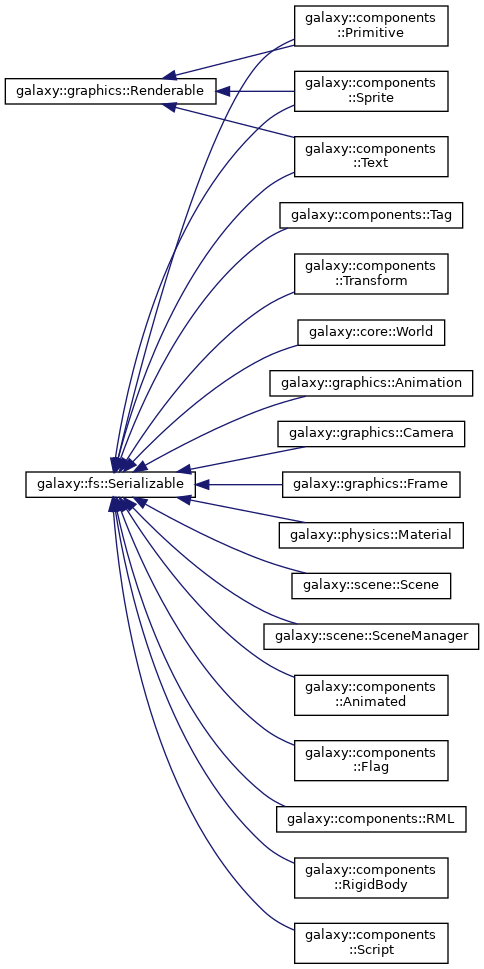 galaxy::components
::Primitive
galaxy::graphics::Renderable
galaxy::components
::Sprite
galaxy::components
::Text
galaxy::components::Tag
galaxy::components
::Transform
galaxy::core::World
galaxy::graphics::Animation
galaxy::graphics::Camera
galaxy::fs::Serializable
galaxy::graphics::Frame
galaxy::physics::Material
galaxy::scene::Scene
galaxy::scene::SceneManager
galaxy::components
::Animated
galaxy::components
::Flag
galaxy::components::RML
galaxy::components
::RigidBody
galaxy::components
::Script